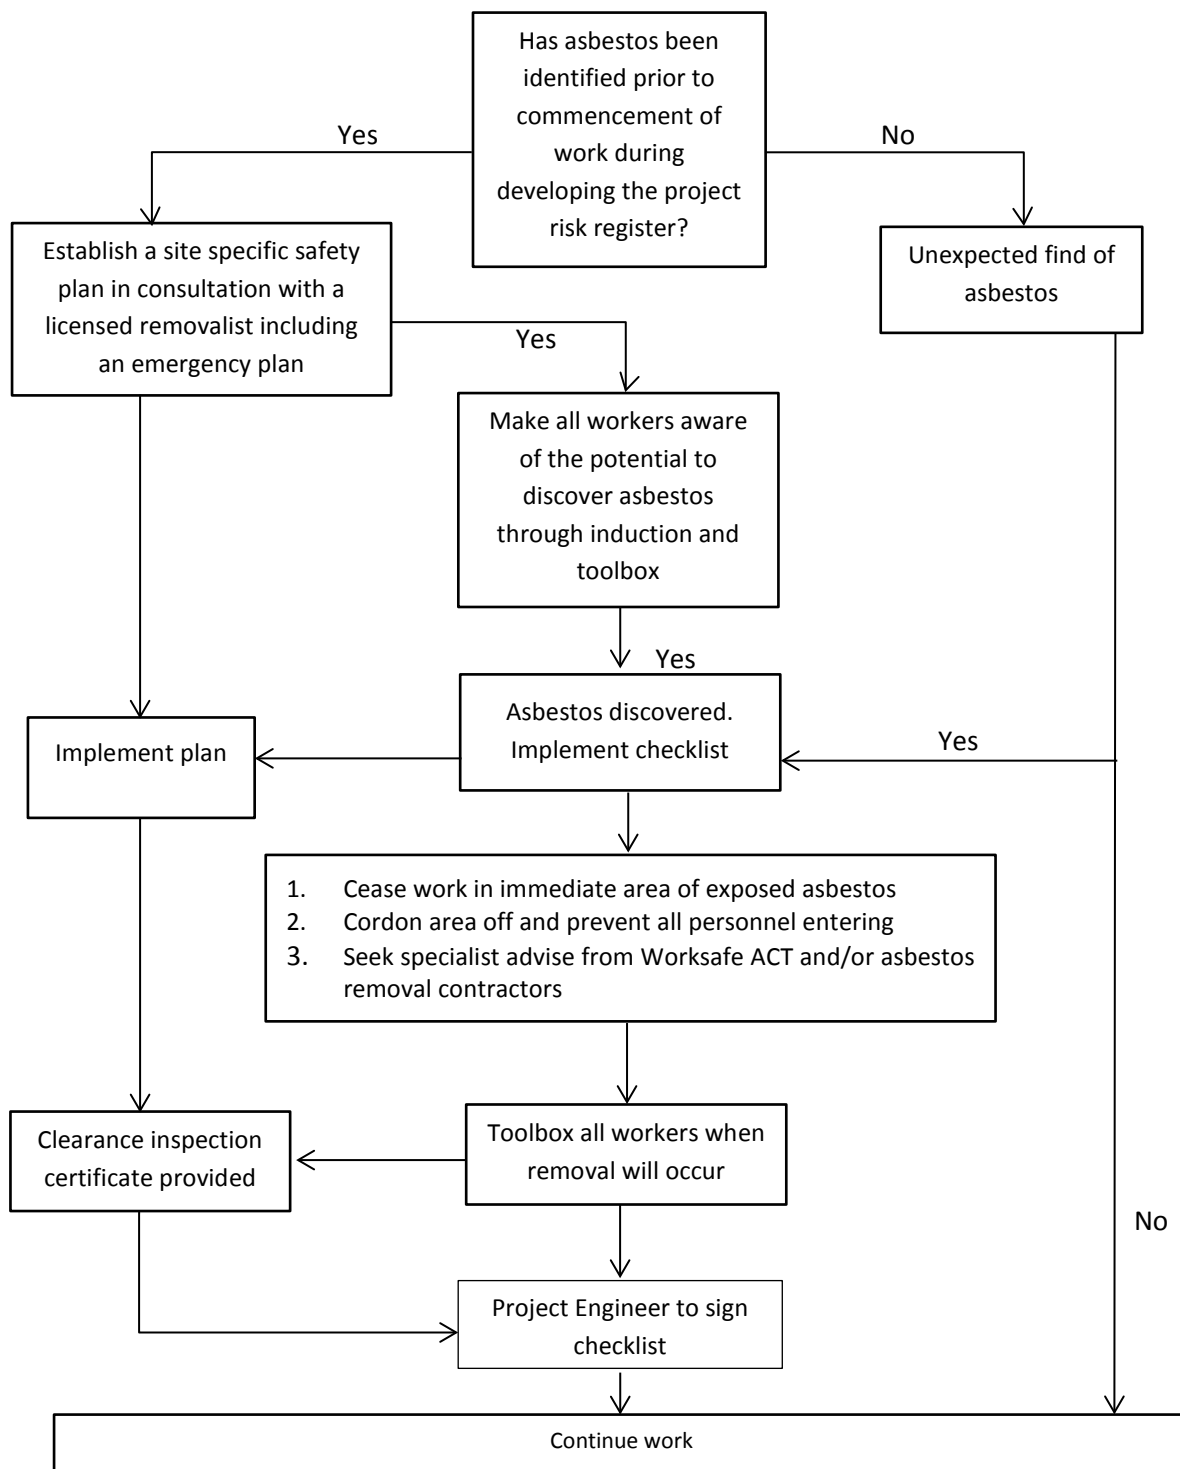 Has asbestos been
identified prior to
commencement of
work during
developing the project
risk register?
Yes
No
Establish a site specific safety
plan in consultation with a
licensed removalist including
an emergency plan
Unexpected find of
asbestos
Yes
Make all workers aware
of the potential to
discover asbestos
through induction and
toolbox
Yes
Asbestos discovered.
Implement checklist
Implement plan
Yes
1. Cease work in immediate area of exposed asbestos
2. Cordon area off and prevent all personnel entering
3. Seek specialist advise from Worksafe ACT and/or asbestos
removal contractors
Toolbox all workers when
removal will occur
Clearance inspection
certificate provided
No
Project Engineer to sign
checklist
Continue work